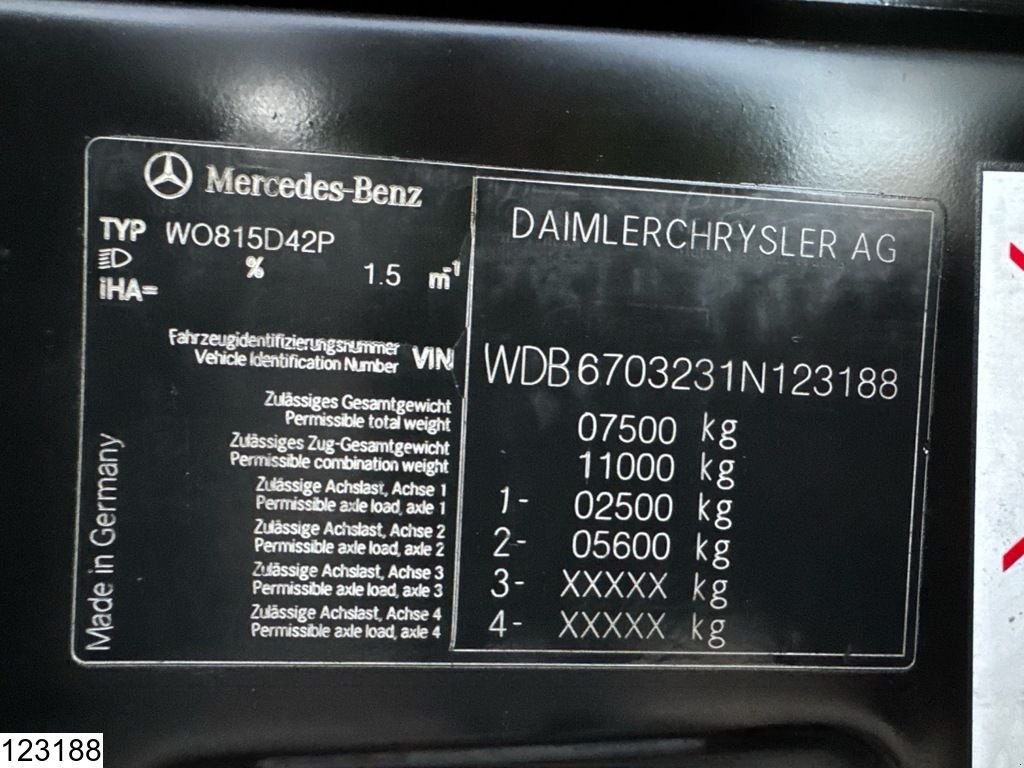 Mercedes-Benz
TYP WO815D42P
% 1.5 m-1
iHA=
DAIMLERCHRYSLER AG
Fahrzeugidentifizierungsnummer
Vehicle Identification Number VIN WDB6703231N123188
Zulässiges Gesamtgewicht
Permissible total weight 07500 kg
Zulässiges Zug-Gesamtgewicht
Permissible combination weight 11000 kg
Zulässige Achslast, Achse 1
Permissible axle load, axle 1 1- 02500 kg
Zulässige Achslast, Achse 2
Permissible axle load, axle 2 2- 05600 kg
Zulässige Achslast, Achse 3
Permissible axle load, axle 3 3- XXXXX kg
Zulässige Achslast, Achse 4
Permissible axle load, axle 4 4- XXXXX kg
Made in Germany
123188